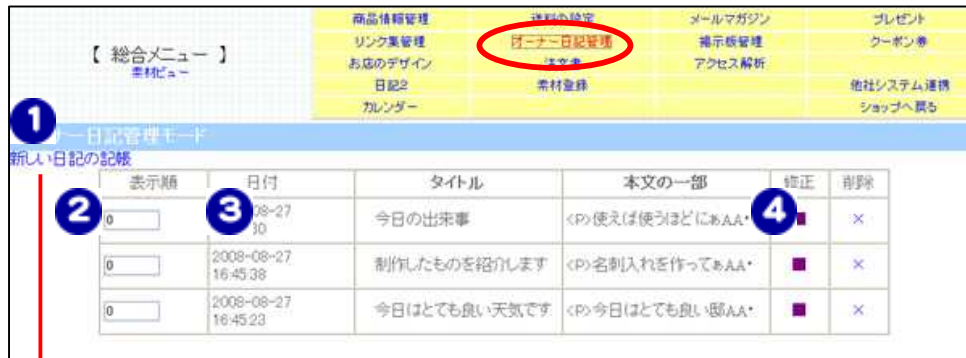 商品情報管理 送料の設定 メールマガジン プレゼント
リンク集管理 オーナー日記管理 掲示板管理 クーポン券
【 総合メニュー 】
素材ビュー
お店のデザイン 注文書 アクセス解析
日記2 素材登録 他社システム連携
カレンダー ショップへ戻る
1
ーナー日記管理モード
新しい日記の記帳
表示順 日付 タイトル 本文の一部 修正 削除
2 0 3 08-27 今日の出来事 <P>使えば使うほどにぁAA・ 4 ■ ×
30
0 2008-08-27 制作したものを紹介します <P>名刺入れを作ってぁAA・ ■ ×
16:45:38
0 2008-08-27 今日はとても良い天気です <P>今日はとても良い邸AA・ ■ ×
16:45:23